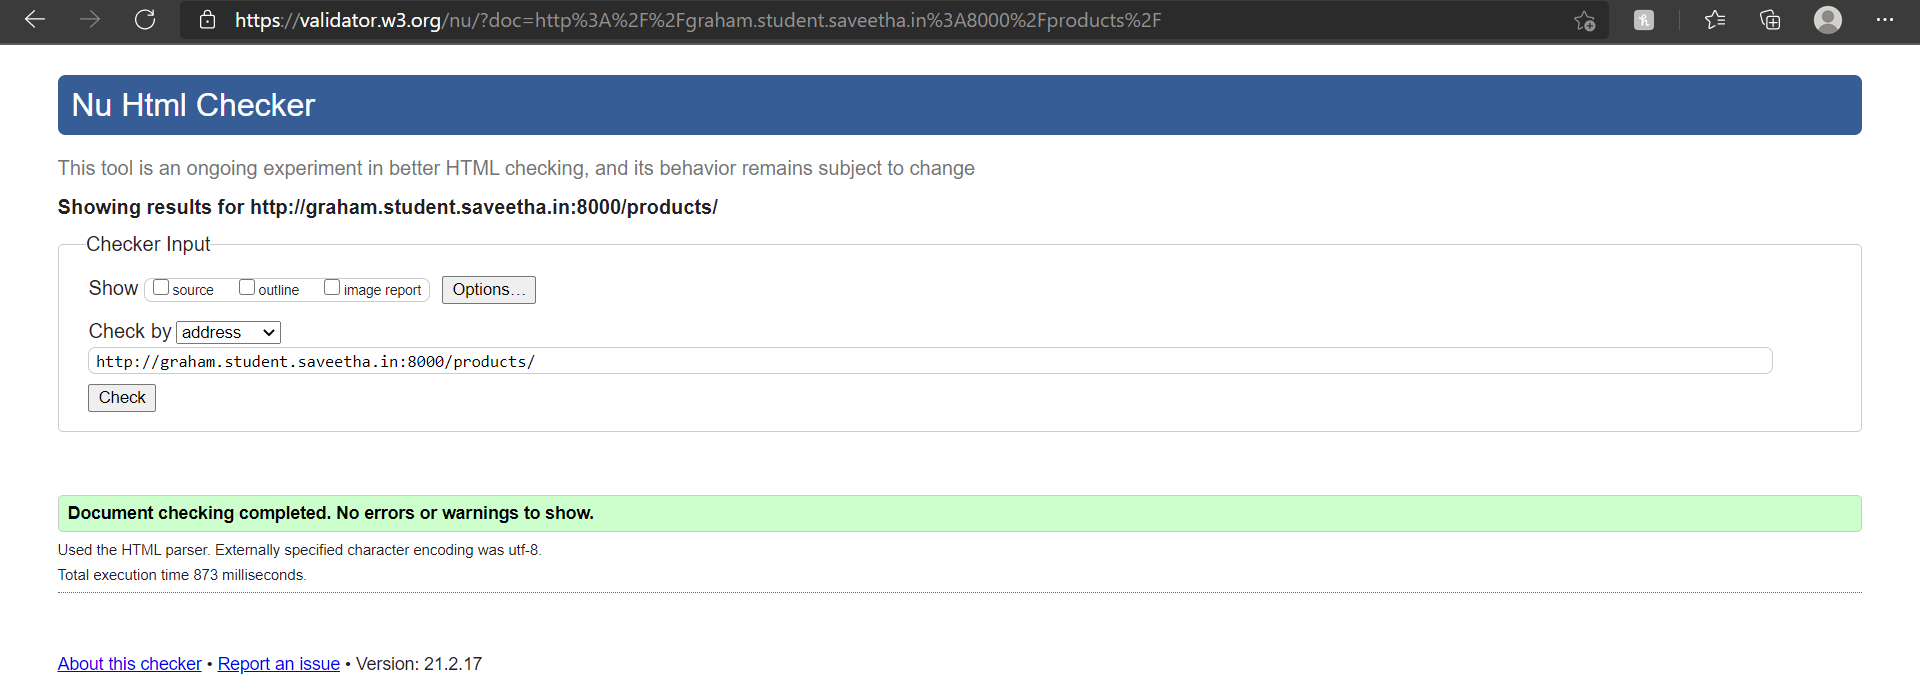 https://validator.w3.org/nu/?doc=http%3A%2F%2Fgraham.student.saveetha.in%3A8000%2Fproducts%2F
Nu Html Checker
This tool is an ongoing experiment in better HTML checking, and its behavior remains subject to change
Showing results for http://graham.student.saveetha.in:8000/products/
Checker Input
Show source outline image report Options...
Check by address
http://graham.student.saveetha.in:8000/products/
Check
Document checking completed. No errors or warnings to show.
Used the HTML parser. Externally specified character encoding was utf-8.
Total execution time 873 milliseconds.
About this checker • Report an issue • Version: 21.2.17